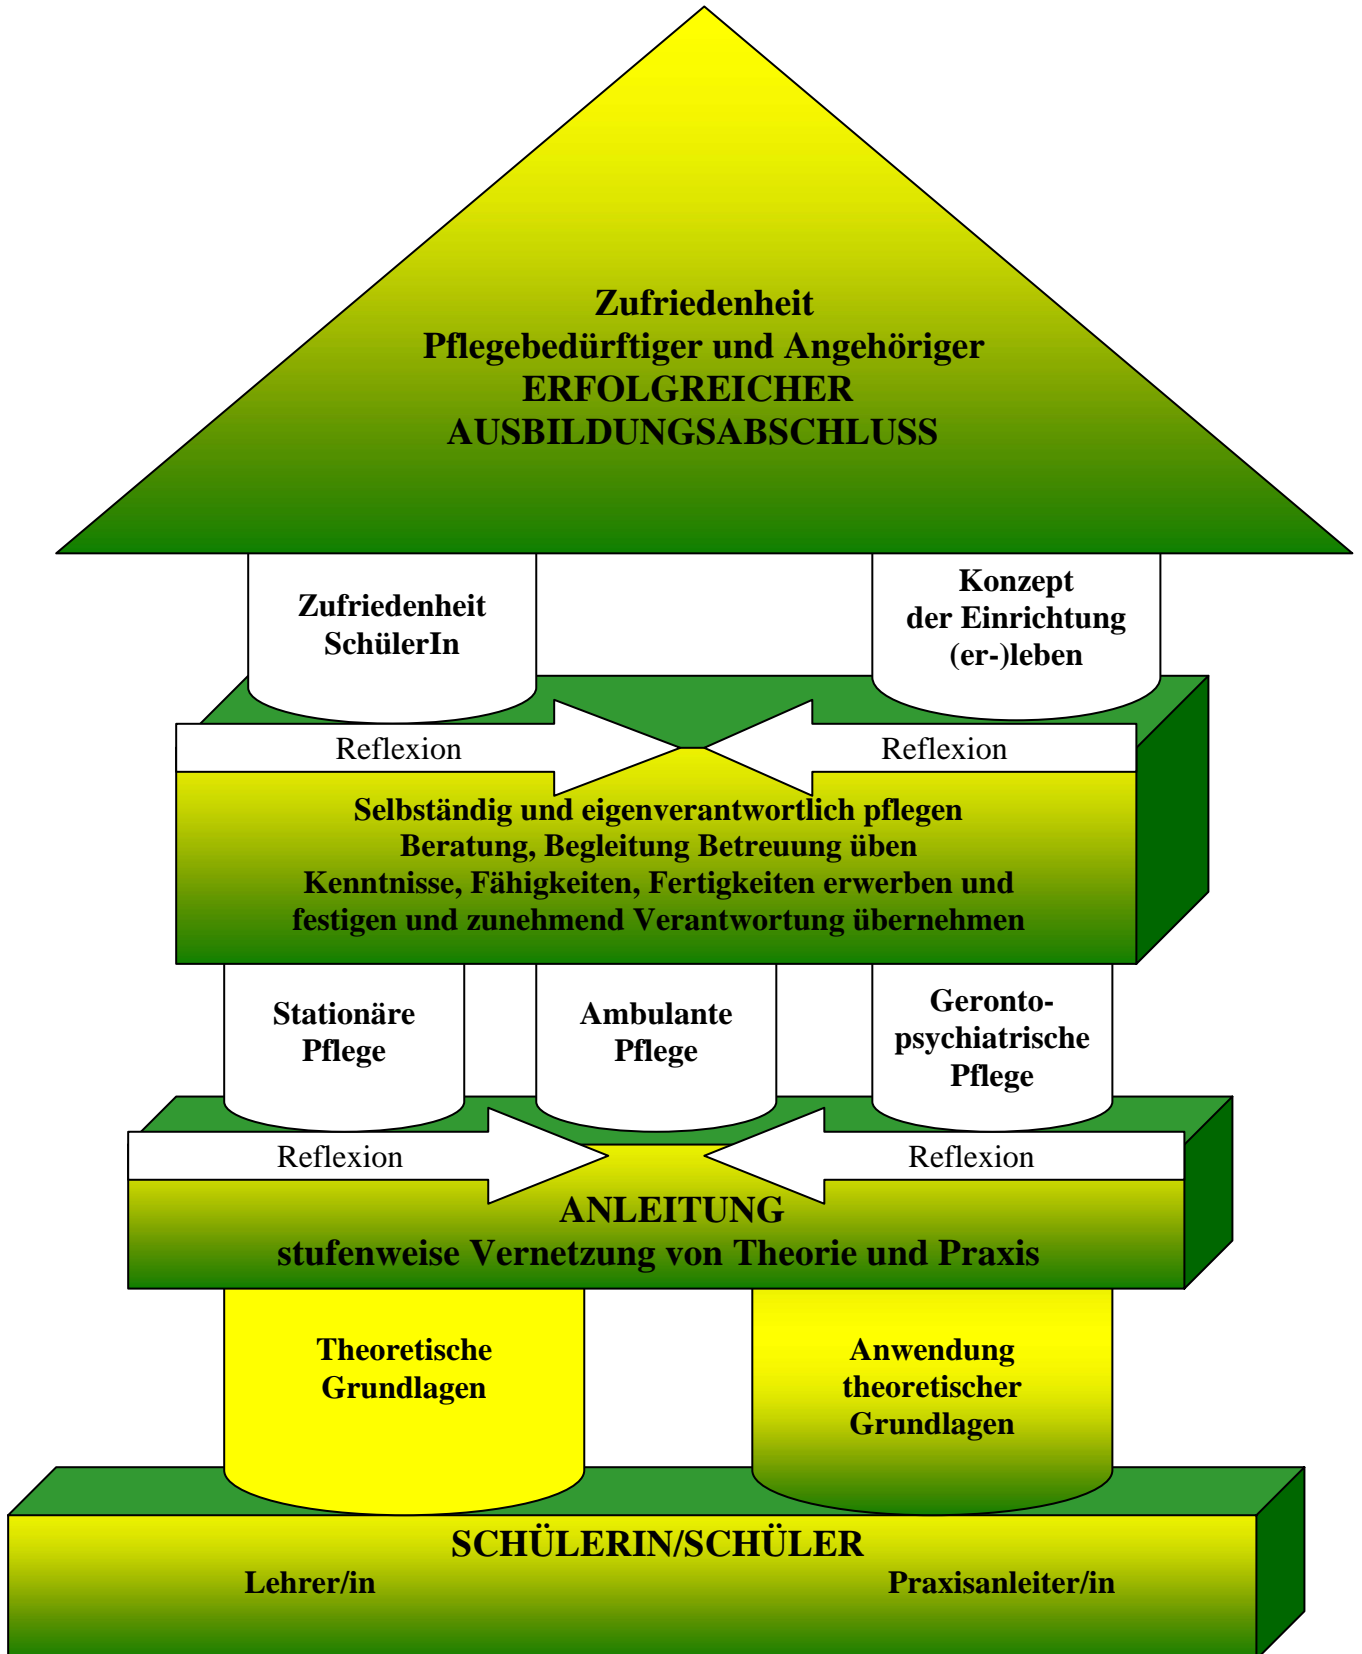 Zufriedenheit
Pflegebedürftiger und Angehöriger
ERFOLGREICHER
AUSBILDUNGSABSCHLUSS
Zufriedenheit
SchülerIn
Konzept
der Einrichtung
(er-)leben
Reflexion
Reflexion
Selbständig und eigenverantwortlich pflegen
Beratung, Begleitung Betreuung üben
Kenntnisse, Fähigkeiten, Fertigkeiten erwerben und
festigen und zunehmend Verantwortung übernehmen
Stationäre
Pflege
Ambulante
Pflege
Geronto-
psychiatrische
Pflege
Reflexion
Reflexion
ANLEITUNG
stufenweise Vernetzung von Theorie und Praxis
Theoretische
Grundlagen
Anwendung
theoretischer
Grundlagen
SCHÜLERIN/SCHÜLER
Lehrer/in
Praxisanleiter/in